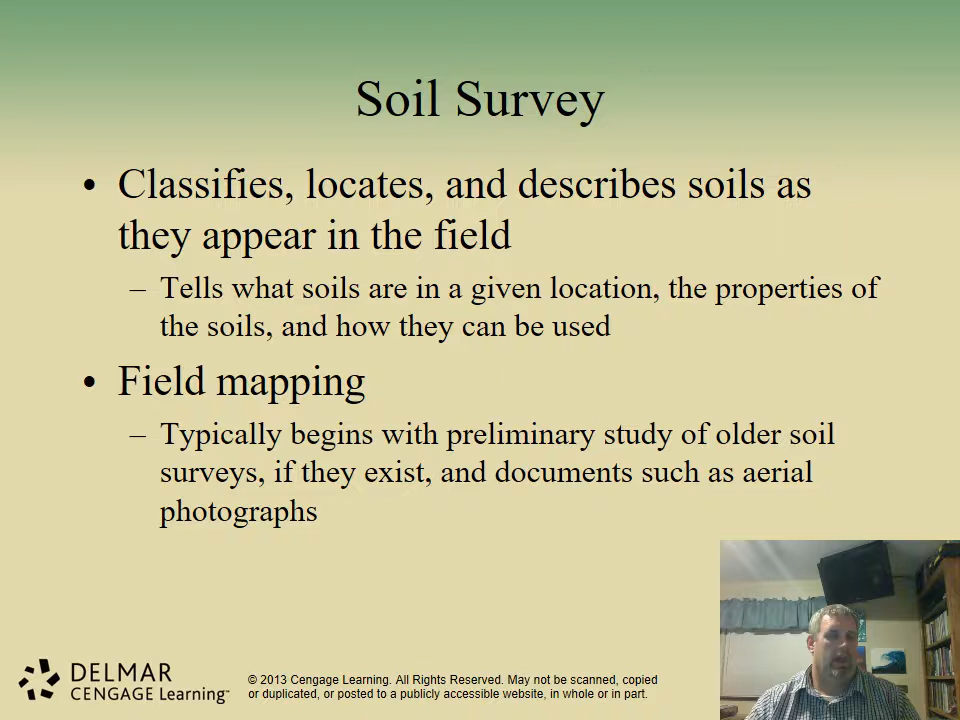 Soil Survey
• Classifies, locates, and describes soils as
they appear in the field
– Tells what soils are in a given location, the properties of
the soils, and how they can be used
• Field mapping
– Typically begins with preliminary study of older soil
surveys, if they exist, and documents such as aerial
photographs
DELMAR
CENGAGE Learning™
© 2013 Cengage Learning. All Rights Reserved. May not be scanned, copied
or duplicated, or posted to a publicly accessible website, in whole or in part.